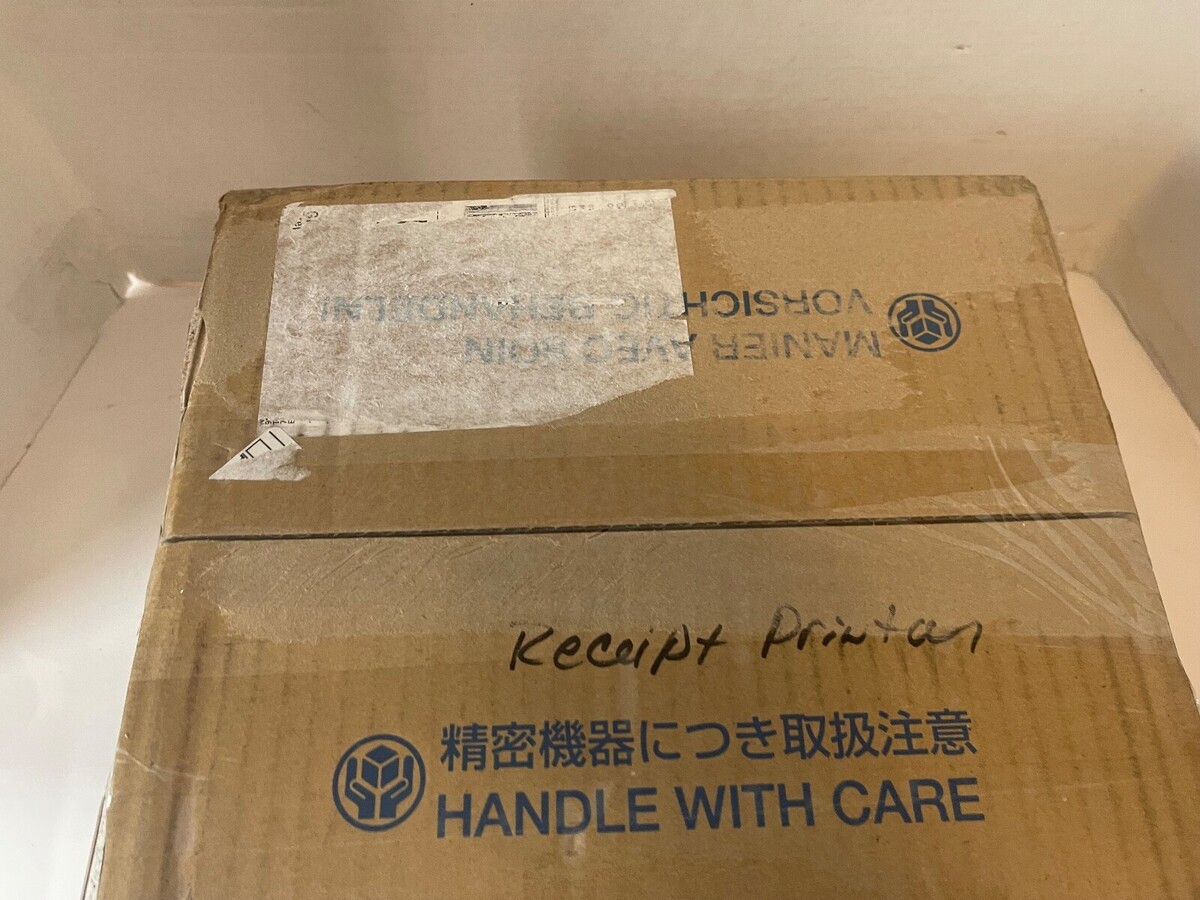 MANIER AVEC SOIN
VORSICHTIG BEHANDELN!
Receipt Printer
精密機器につき取扱注意
HANDLE WITH CARE